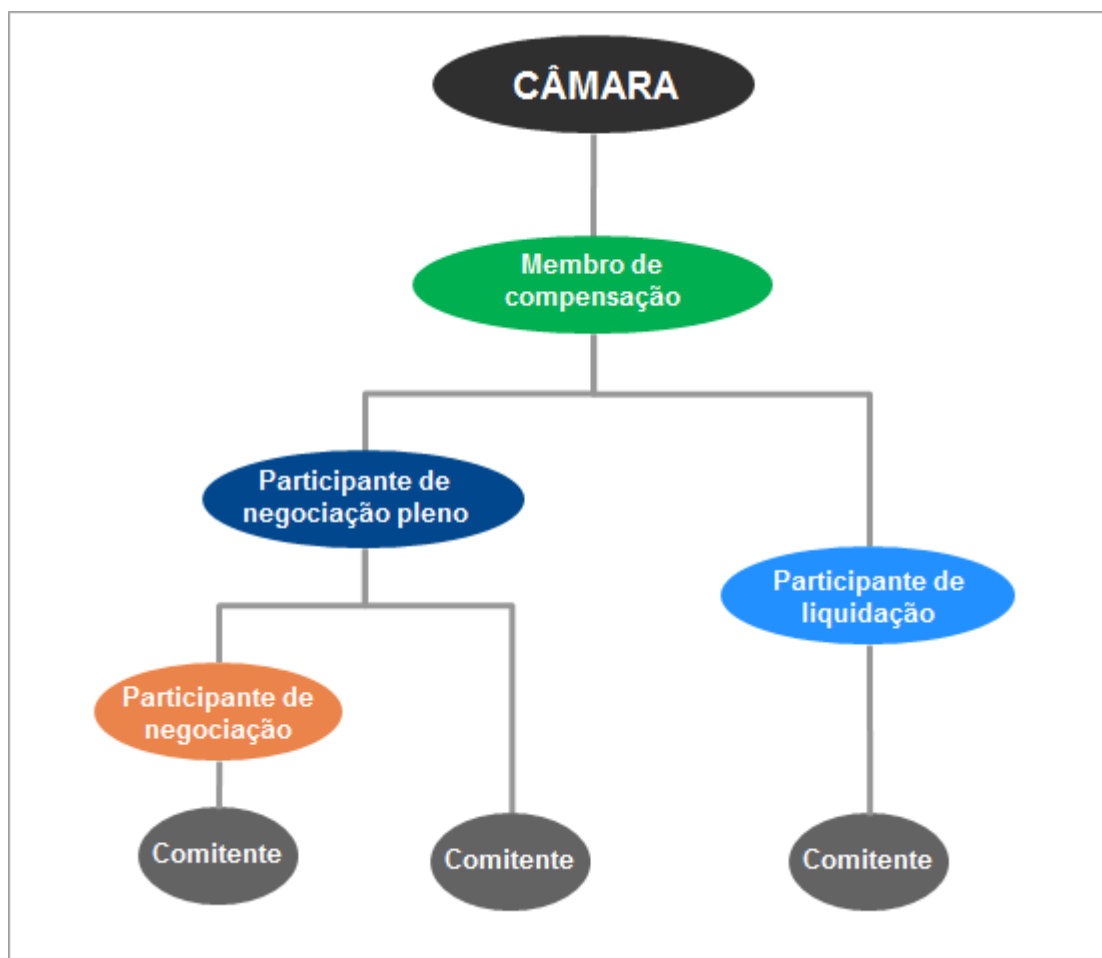 CÂMARA
Membro de
compensação
Participante de
negociação pleno
Participante de
liquidação
Participante de
negociação
Comitente
Comitente
Comitente